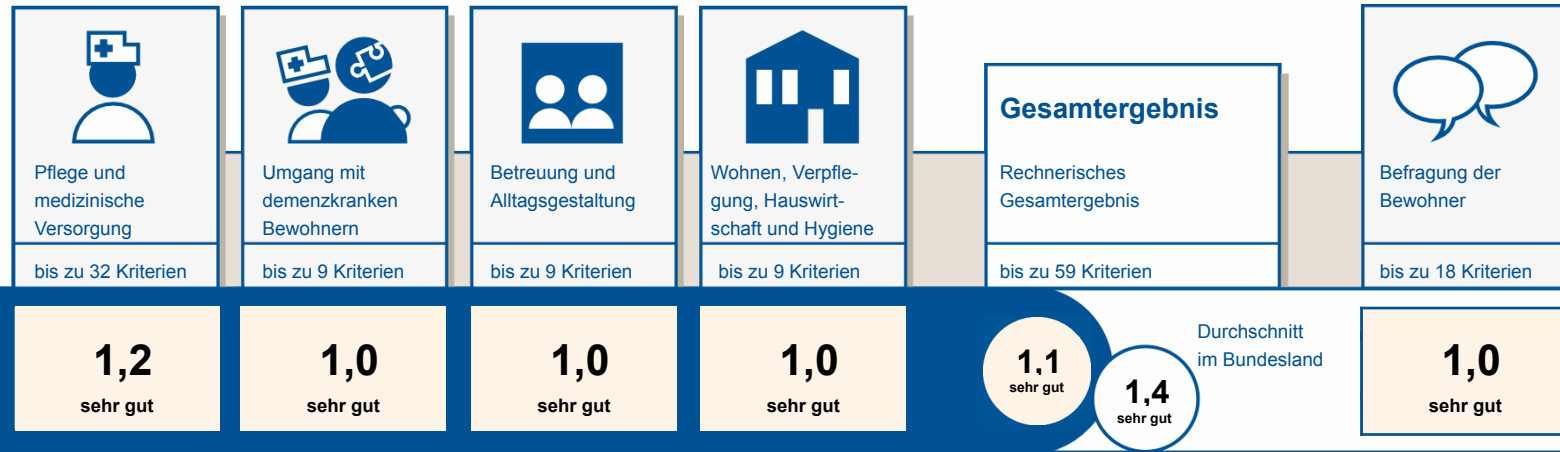 Pflege und
medizinische
Versorgung
bis zu 32 Kriterien
1,2
sehr gut
Umgang mit
demenzkranken
Bewohnern
bis zu 9 Kriterien
1,0
sehr gut
Betreuung und
Alltagsgestaltung
bis zu 9 Kriterien
1,0
sehr gut
Wohnen, Verpfle-
gung, Hauswirt-
schaft und Hygiene
bis zu 9 Kriterien
1,0
sehr gut
Gesamtergebnis
Rechnerisches
Gesamtergebnis
bis zu 59 Kriterien
1,1
sehr gut
1,4
sehr gut
Durchschnitt
im Bundesland
Befragung der
Bewohner
bis zu 18 Kriterien
1,0
sehr gut